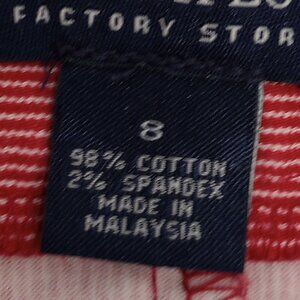 FACTORY STOR
8
98% COTTON
2% SPANDEX
MADE IN
MALAYSIA